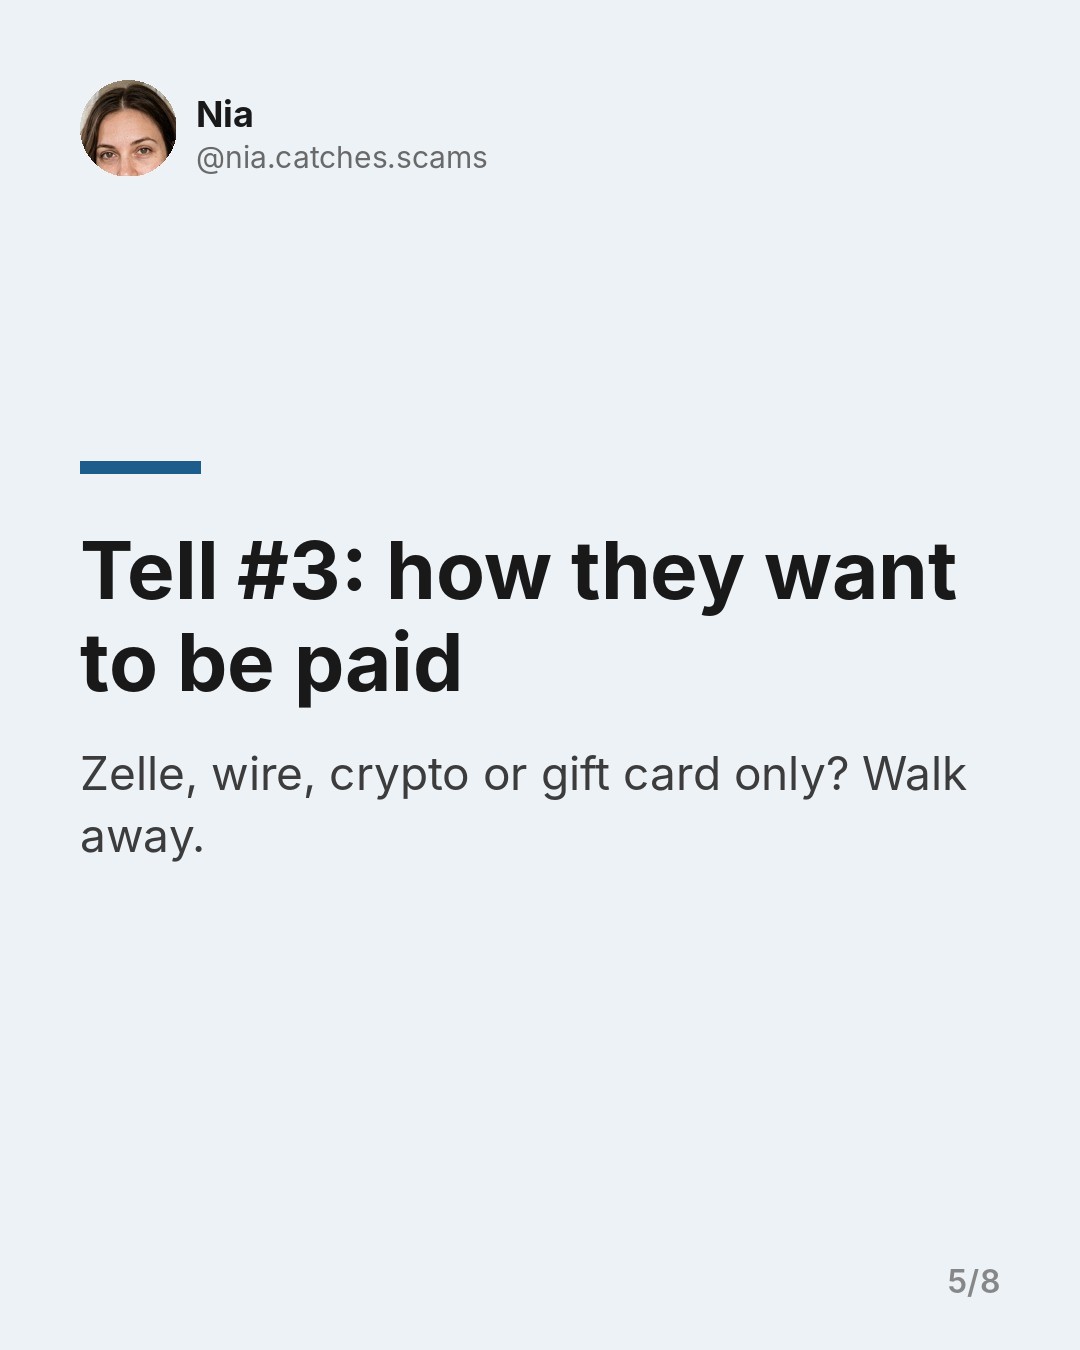 Nia
@nia.catches.scams
Tell #3: how they want
to be paid
Zelle, wire, crypto or gift card only? Walk
away.
5/8